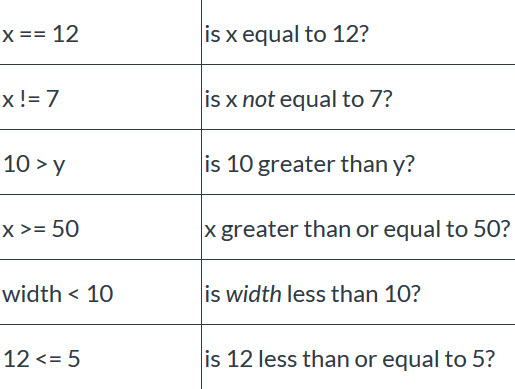 x == 12 is x equal to 12?
x != 7 is x not equal to 7?
10 > y is 10 greater than y?
x >= 50 x greater than or equal to 50?
width < 10 is width less than 10?
12 <= 5 is 12 less than or equal to 5?